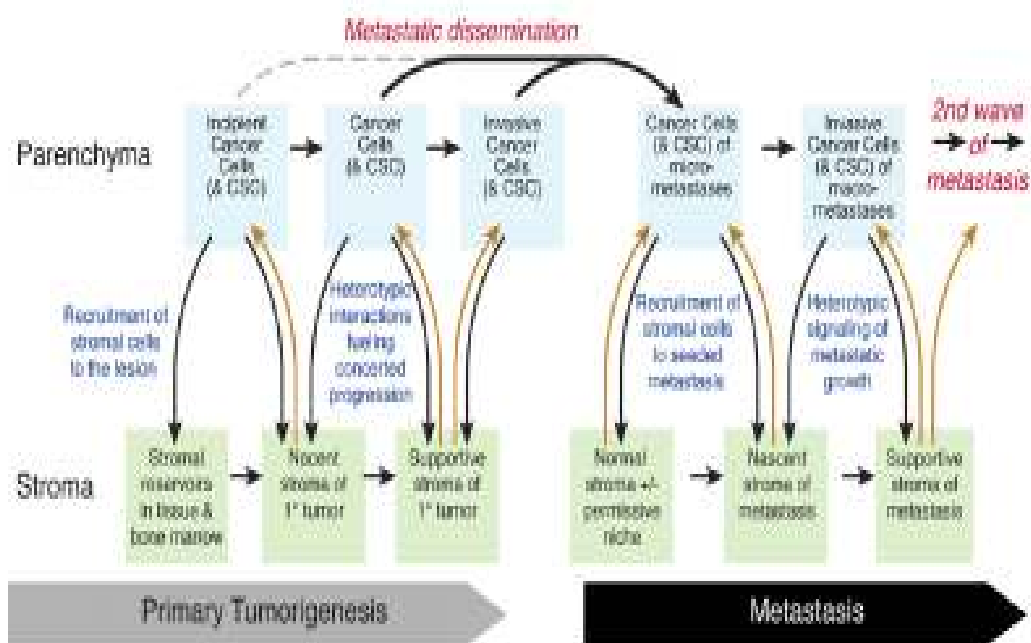 Metastatic dissemination
Parenchyma
Incipient
Cancer
Cells
(& CSC)
Cancer
Cells
(& CSC)
Invasive
Cancer
Cells
(& CSC)
Cancer Cells
(& CSC) of
micro-
metastases
Invasive
Cancer Cells
(& CSC) of
macro-
metastases
2nd wave
of
metastasis
Recruitment of
stromal cells
to the lesion
Heterotypic
interactions
fueling
concerted
progression
Recruitment of
stromal cells
to seeded
metastasis
Heterotypic
signaling of
metastatic
growth
Stroma
Stromal
reservoirs
in tissue &
bone marrow
stroma of
1° tumor
Supportive
stroma of
1° tumor
Normal
stroma +/-
permissive
niche
Nascent
stroma of
metastasis
Supportive
stroma of
metastasis
Primary Tumorigenesis
Metastasis